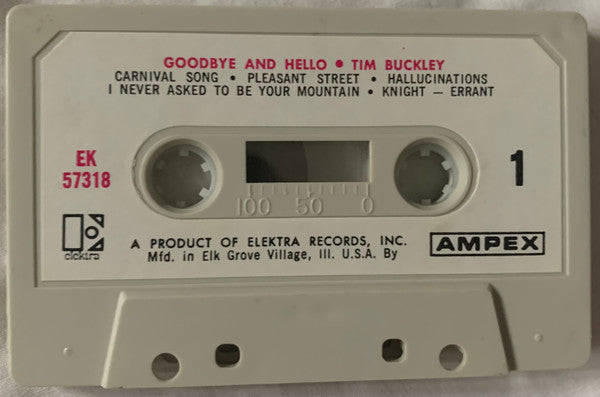 GOODBYE AND HELLO • TIM BUCKLEY
CARNIVAL SONG • PLEASANT STREET • HALLUCINATIONS
I NEVER ASKED TO BE YOUR MOUNTAIN • KNIGHT — ERRANT
EK
57318
1
100 50 0
elektra
A PRODUCT OF ELEKTRA RECORDS, INC.
Mfd. in Elk Grove Village, Ill. U.S.A. By
AMPEX